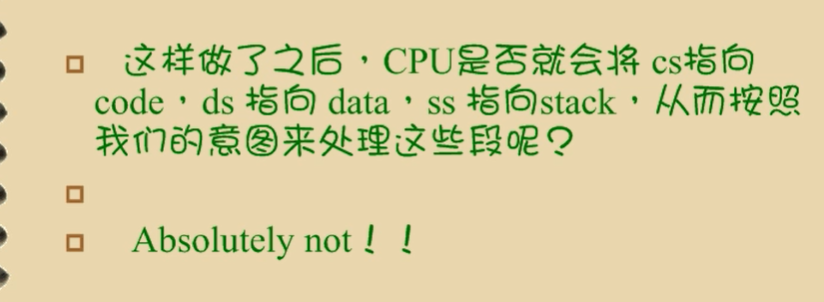 这样做了之后，CPU是否就会将 cs指向
code，ds 指向 data，ss 指向stack，从而按照
我们的意图来处理这些段呢？
Absolutely not！！